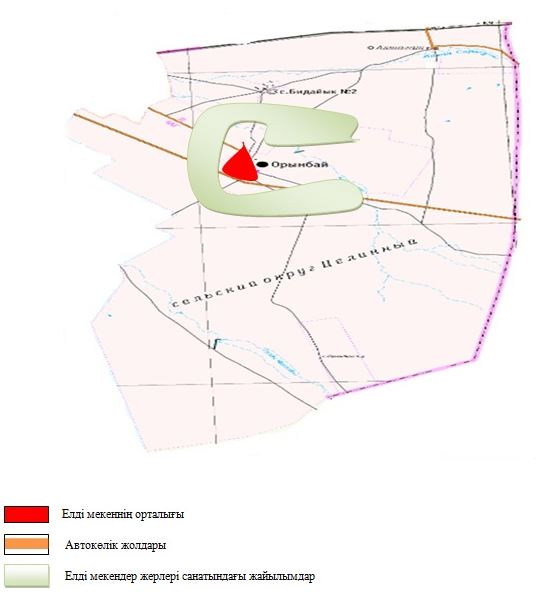 с.Бидайык №2
Орынбай
сельский округ Целинный
Елді мекеннің орталығы
Автокөлік жолдары
Елді мекендер жерлері санатындағы жайылымдар